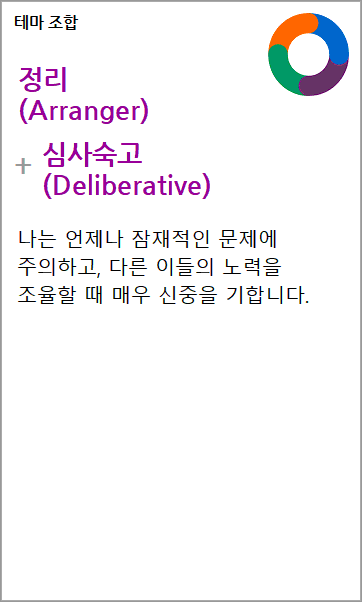 테마 조합
정리
(Arranger)
+ 심사숙고
(Deliberative)
나는 언제나 잠재적인 문제에
주의하고, 다른 이들의 노력을
조율할 때 매우 신중을 기합니다.